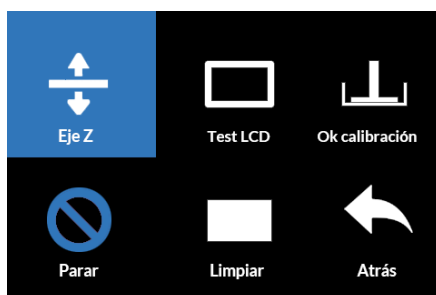 Eje Z
Test LCD
Ok calibración
Parar
Limpiar
Atrás